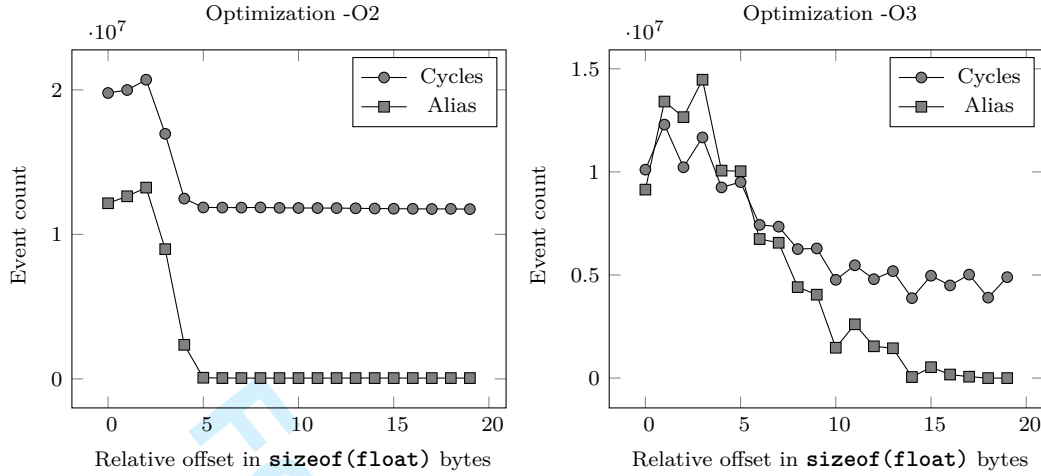 Optimization -O2
·10^7
2
1
0
0 5 10 15 20
Event count
Relative offset in sizeof(float) bytes
Cycles
Alias
Optimization -O3
·10^7
1.5
1
0.5
0
0 5 10 15 20
Event count
Relative offset in sizeof(float) bytes
Cycles
Alias